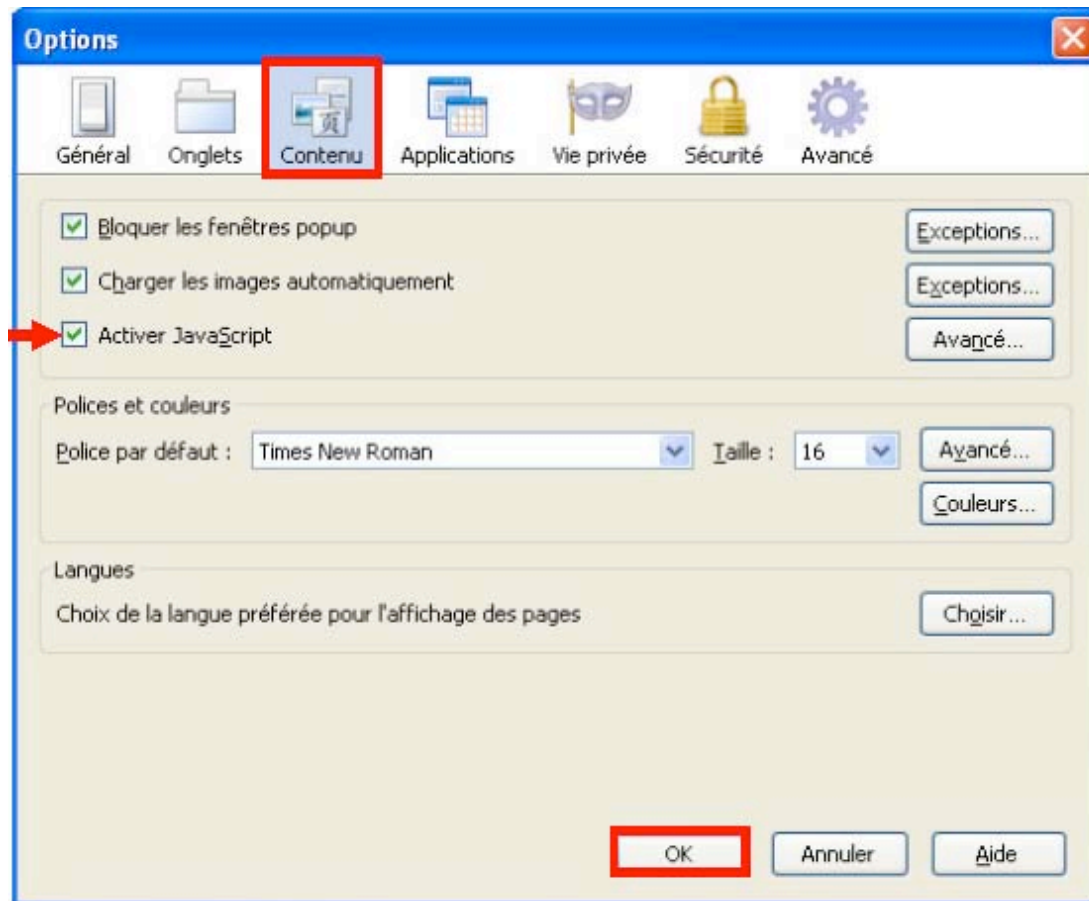 Options
Général Onglets Contenu Applications Vie privée Sécurité Avancé
Bloquer les fenêtres popup Exceptions...
Charger les images automatiquement Exceptions...
Activer JavaScript Avancé...
Polices et couleurs
Police par défaut : Times New Roman Taille : 16 Avancé...
Couleurs...
Langues
Choix de la langue préférée pour l'affichage des pages Choisir...
OK Annuler Aide